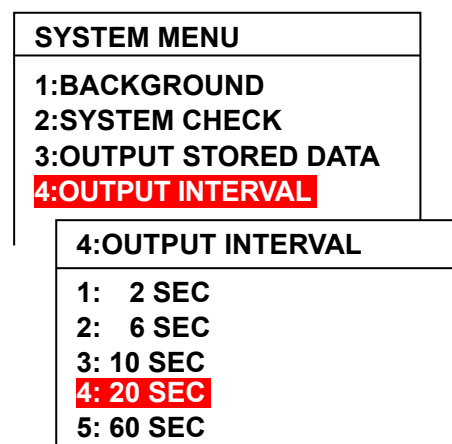 SYSTEM MENU
1:BACKGROUND
2:SYSTEM CHECK
3:OUTPUT STORED DATA
4:OUTPUT INTERVAL
4:OUTPUT INTERVAL
1: 2 SEC
2: 6 SEC
3: 10 SEC
4: 20 SEC
5: 60 SEC